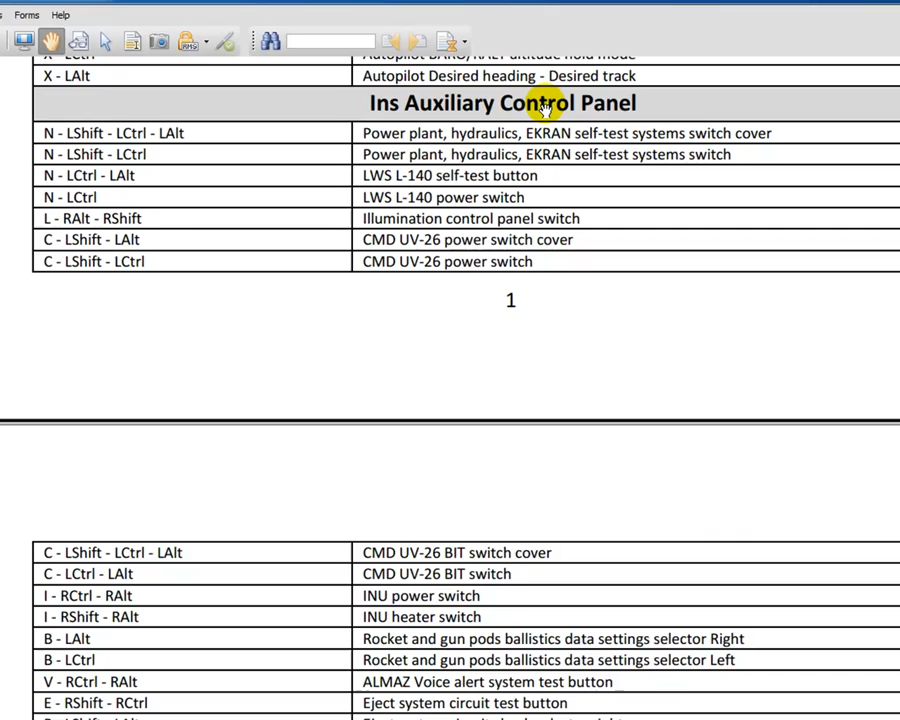 Forms Help
X - LAlt Autopilot Desired heading - Desired track
Ins Auxiliary Control Panel
N - LShift - LCtrl - LAlt Power plant, hydraulics, EKRAN self-test systems switch cover
N - LShift - LCtrl Power plant, hydraulics, EKRAN self-test systems switch
N - LCtrl - LAlt LWS L-140 self-test button
N - LCtrl LWS L-140 power switch
L - RAlt - RShift Illumination control panel switch
C - LShift - LAlt CMD UV-26 power switch cover
C - LShift - LCtrl CMD UV-26 power switch
1
C - LShift - LCtrl - LAlt CMD UV-26 BIT switch cover
C - LCtrl - LAlt CMD UV-26 BIT switch
I - RCtrl - RAlt INU power switch
I - RShift - RAlt INU heater switch
B - LAlt Rocket and gun pods ballistics data settings selector Right
B - LCtrl Rocket and gun pods ballistics data settings selector Left
V - RCtrl - RAlt ALMAZ Voice alert system test button
E - RShift - RCtrl Eject system circuit test button